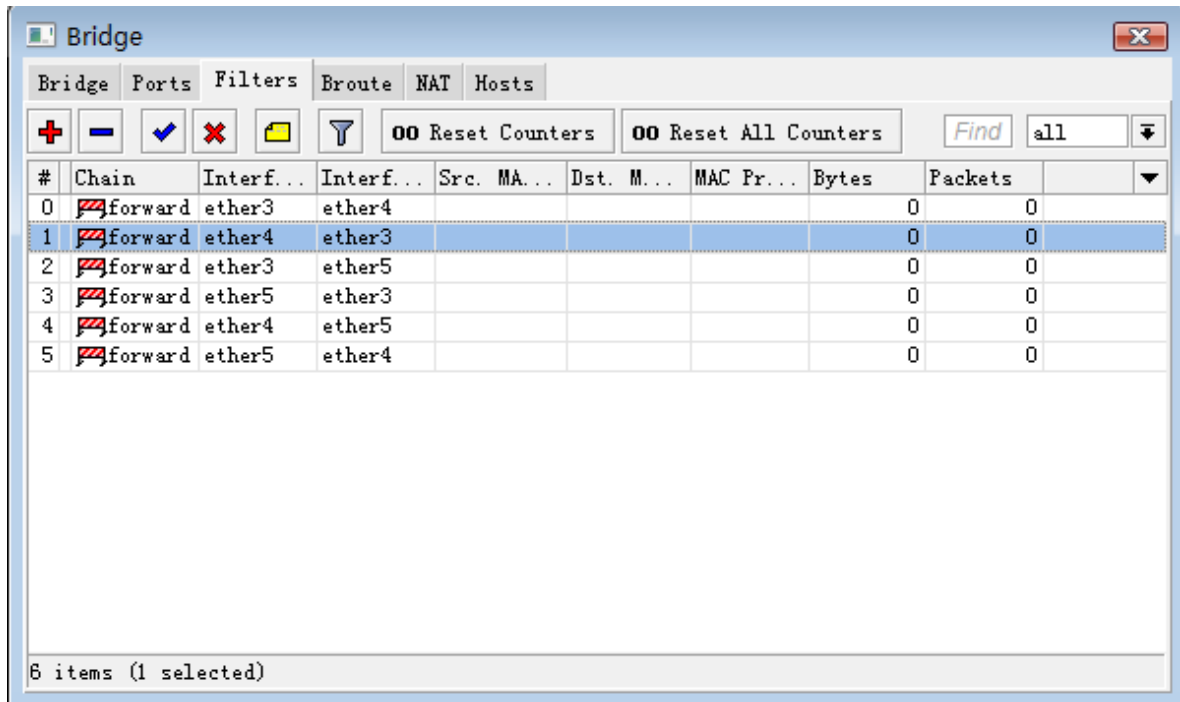 Bridge
Bridge Ports Filters Broute NAT Hosts
00 Reset Counters 00 Reset All Counters Find all
# Chain Interf... Interf... Src. MA... Dst. M... MAC Pr... Bytes Packets
0 forward ether3 ether4 0 0
1 forward ether4 ether3 0 0
2 forward ether3 ether5 0 0
3 forward ether5 ether3 0 0
4 forward ether4 ether5 0 0
5 forward ether5 ether4 0 0
6 items (1 selected)